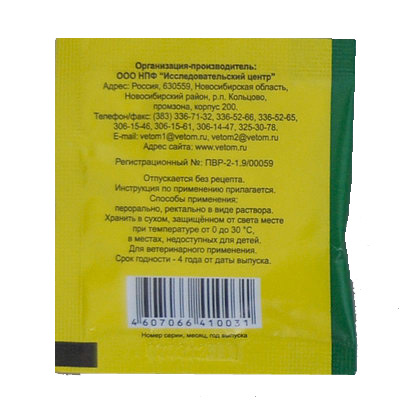 Организация-производитель:
ООО НПФ "Исследовательский центр"
Адрес: Россия, 630559, Новосибирская область,
Новосибирский район, р.п. Кольцово,
промзона, корпус 200.
Телефон/факс: (383) 336-71-32, 336-52-66, 336-52-65,
306-15-46, 306-15-61, 306-14-47, 325-30-78.
E-mail: vetom1@vetom.ru, vetom2@vetom.ru
Адрес сайта: www.vetom.ru
Регистрационный №: ПВР-2-1.9/00059
Отпускается без рецепта.
Инструкция по применению прилагается.
Способы применения:
перорально, ректально в виде раствора.
Хранить в сухом, защищённом от света месте
при температуре от 0 до 30 °С,
в местах, недоступных для детей.
Для ветеринарного применения.
Срок годности - 4 года от даты выпуска.
4607066410031
Номер серии, месяц, год выпуска